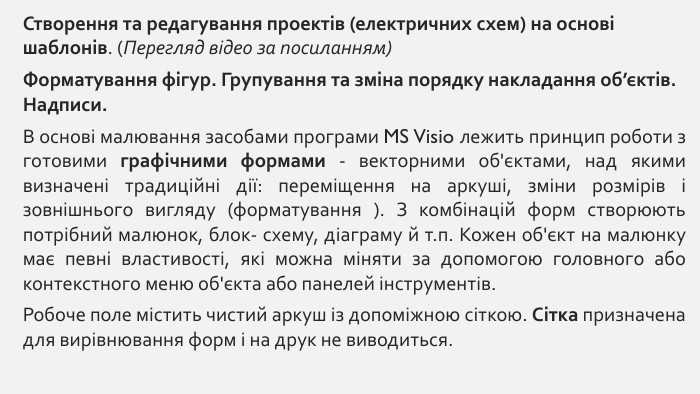 Створення та редагування проектів (електричних схем) на основі
шаблонів. (Перегляд відео за посиланням)
Форматування фігур. Групування та зміна порядку накладання об’єктів.
Надписи.
В основі малювання засобами програми MS Visio лежить принцип роботи з
готовими графічними формами - векторними об'єктами, над якими
визначені традиційні дії: переміщення на аркуші, зміни розмірів і
зовнішнього вигляду (форматування ). З комбінацій форм створюють
потрібний малюнок, блок- схему, діаграму й т.п. Кожен об'єкт на малюнку
має певні властивості, які можна міняти за допомогою головного або
контекстного меню об'єкта або панелей інструментів.
Робоче поле містить чистий аркуш із допоміжною сіткою. Сітка призначена
для вирівнювання форм і на друк не виводиться.